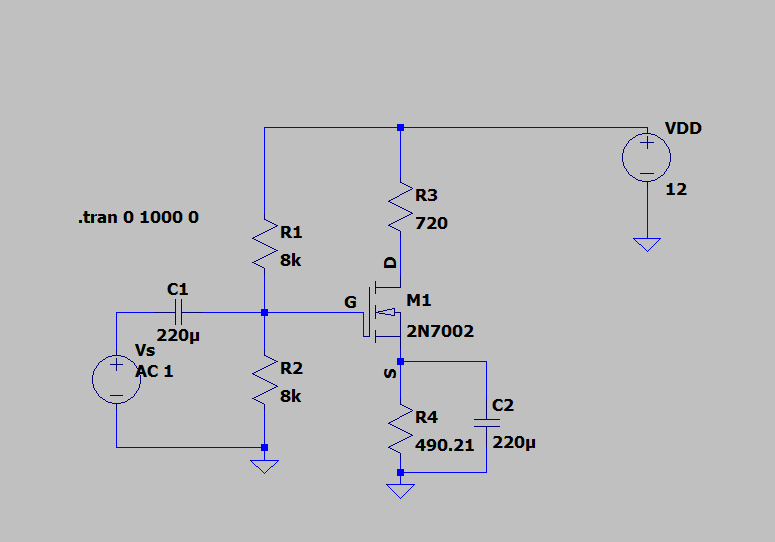 VDD
12
.tran 0 1000 0
R3
720
R1
8k
D
C1
220µ
G
M1
2N7002
Vs
AC 1
R2
8k
S
R4
490.21
C2
220µ